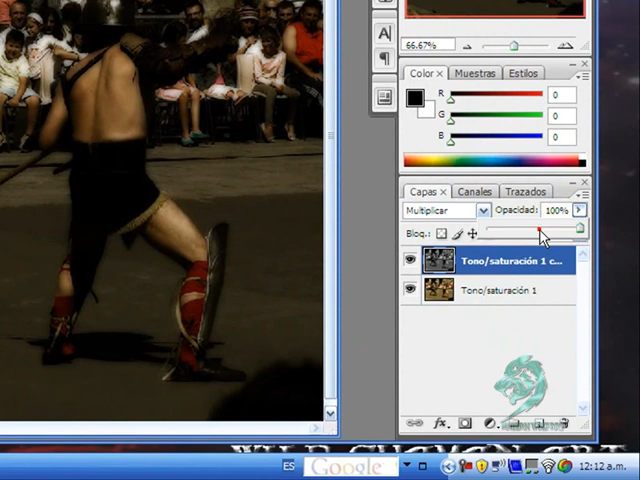 66.67%
Color Muestras Estilos
R 0
G 0
B 0
Capas Canales Trazados
Multiplicar Opacidad: 100%
Bloq.:
Tono/saturación 1 c...
Tono/saturación 1
fx.
ES Google 12:12 a.m.